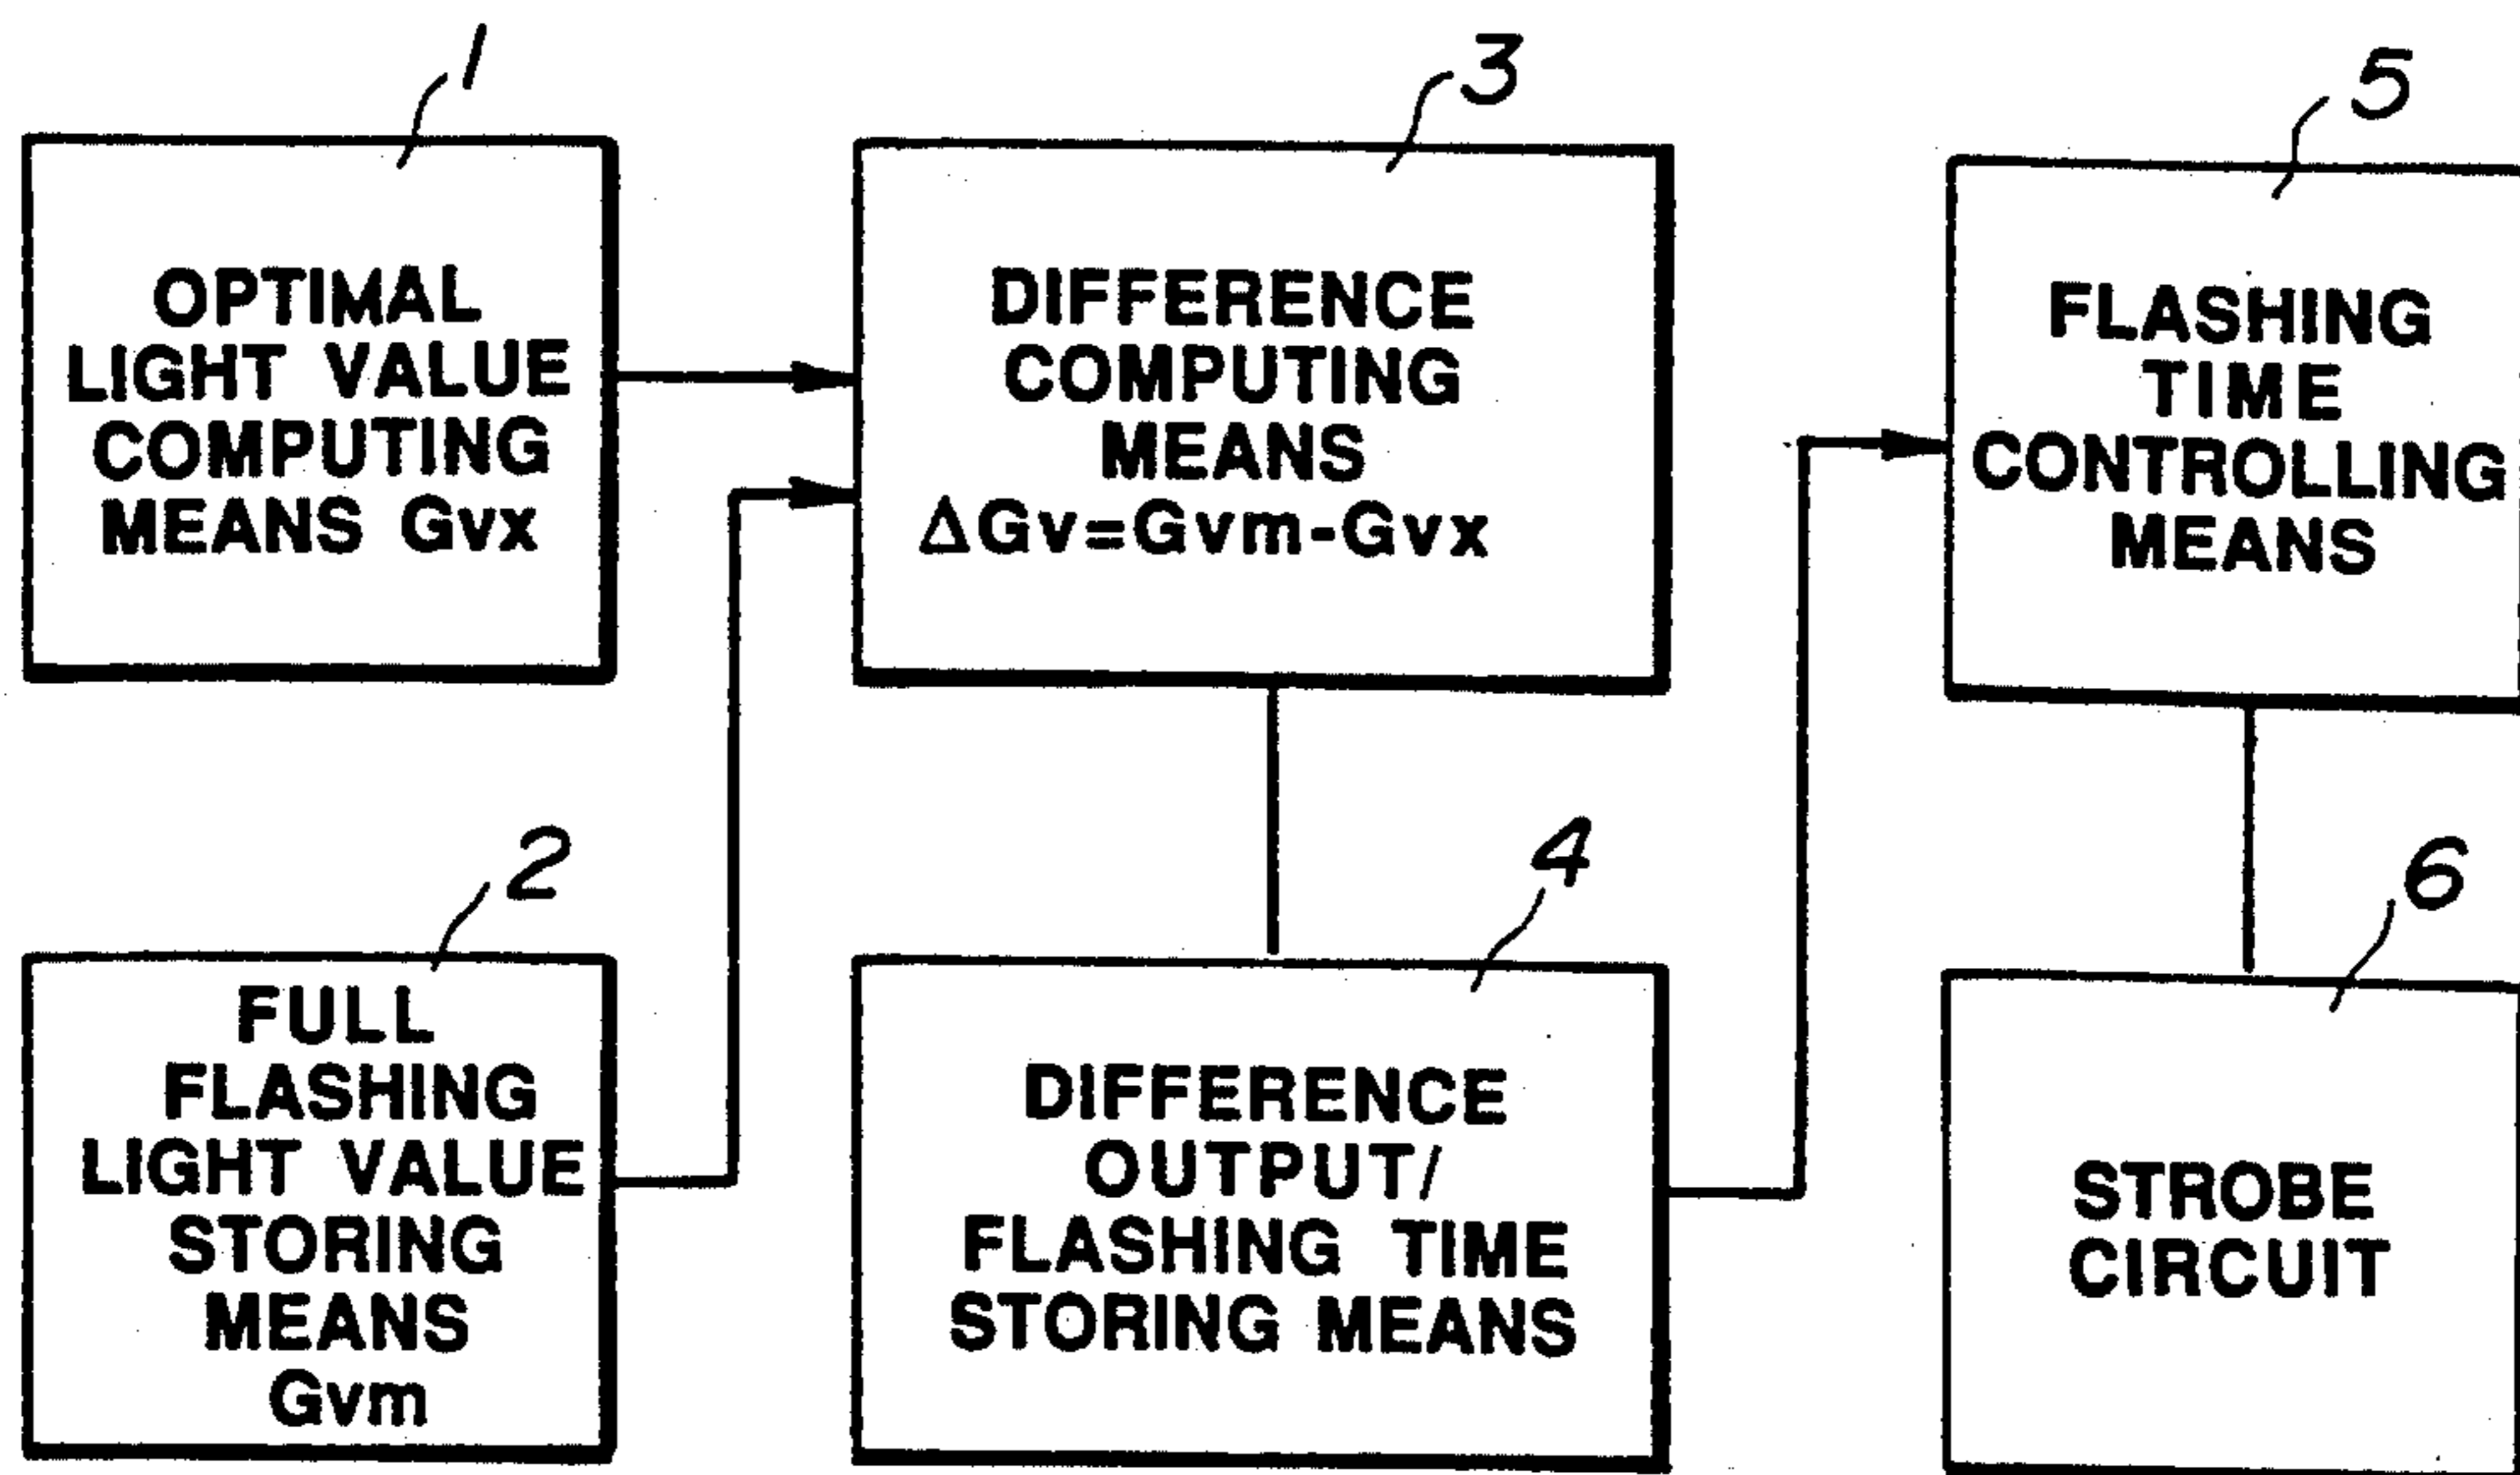 1
OPTIMAL
LIGHT VALUE
COMPUTING
MEANS Gvx
2
FULL
FLASHING
LIGHT VALUE
STORING
MEANS
Gvm
3
DIFFERENCE
COMPUTING
MEANS
ΔGv=Gvm-Gvx
4
DIFFERENCE
OUTPUT/
FLASHING TIME
STORING MEANS
5
FLASHING
TIME
CONTROLLING
MEANS
6
STROBE
CIRCUIT